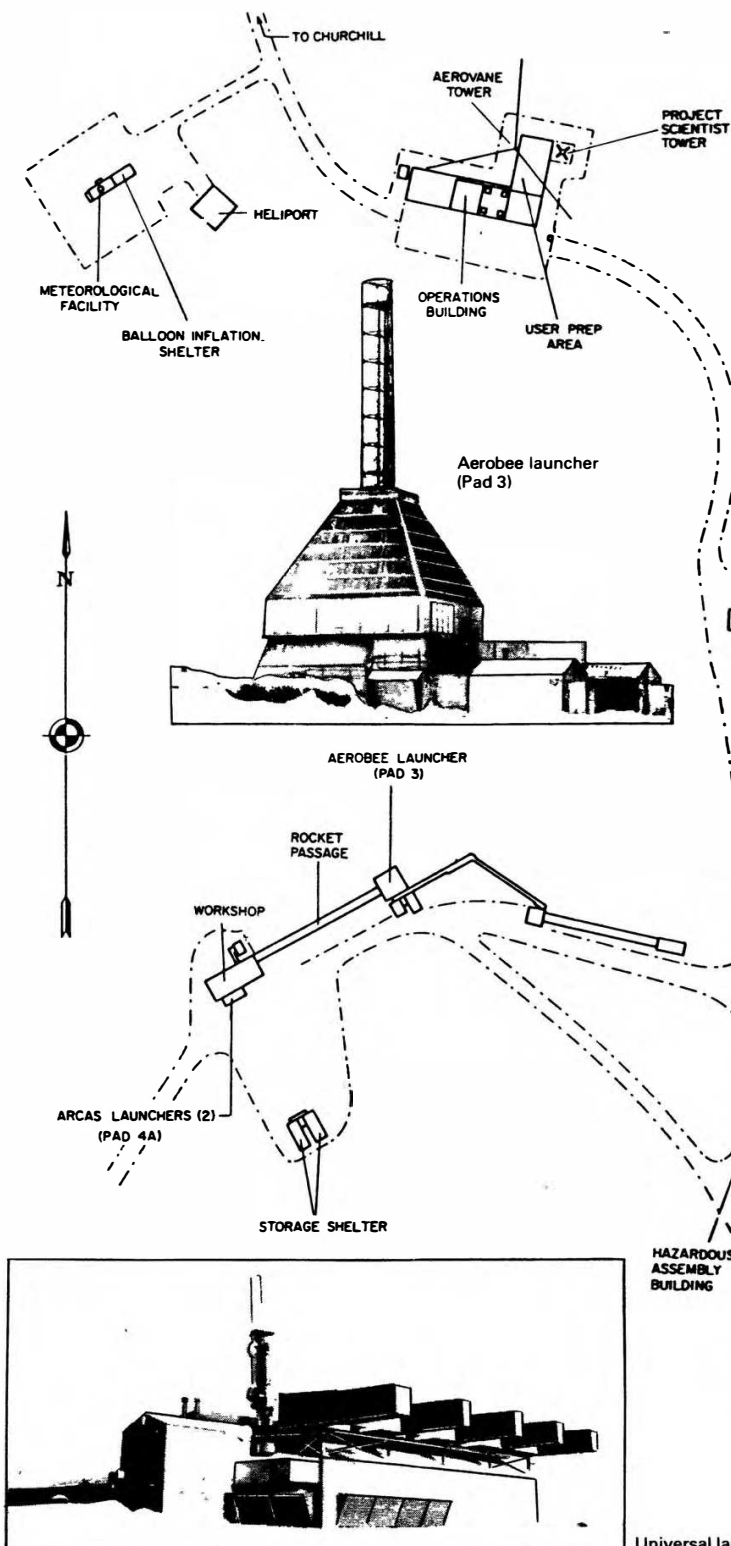 TO CHURCHILL
AEROVANE
TOWER
PROJECT
SCIENTIST
TOWER
HELIPORT
METEOROLOGICAL
FACILITY
BALLOON INFLATION
SHELTER
OPERATIONS
BUILDING
USER PREP
AREA
Aerobee launcher
(Pad 3)
N
AEROBEE LAUNCHER
(PAD 3)
ROCKET
PASSAGE
WORKSHOP
ARCAS LAUNCHERS (2)
(PAD 4A)
STORAGE SHELTER
HAZARDOUS
ASSEMBLY
BUILDING
Universal